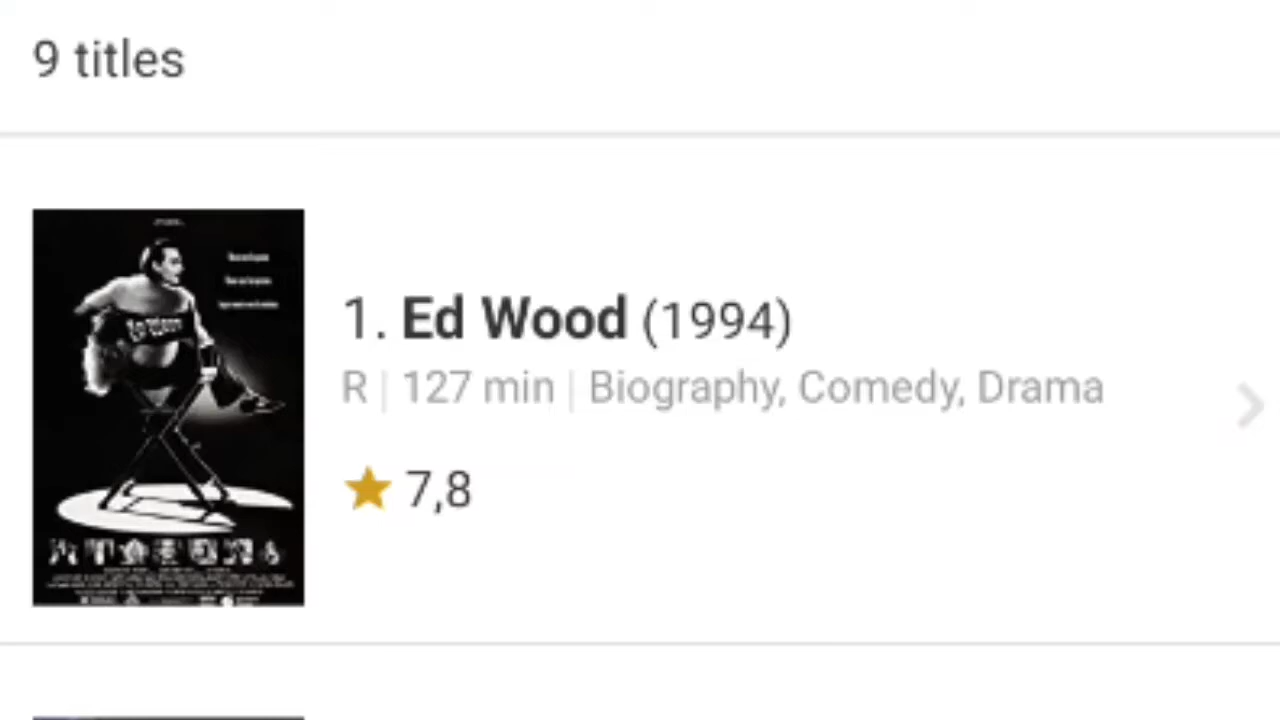 9 titles
1. Ed Wood (1994)
R | 127 min | Biography, Comedy, Drama
7,8